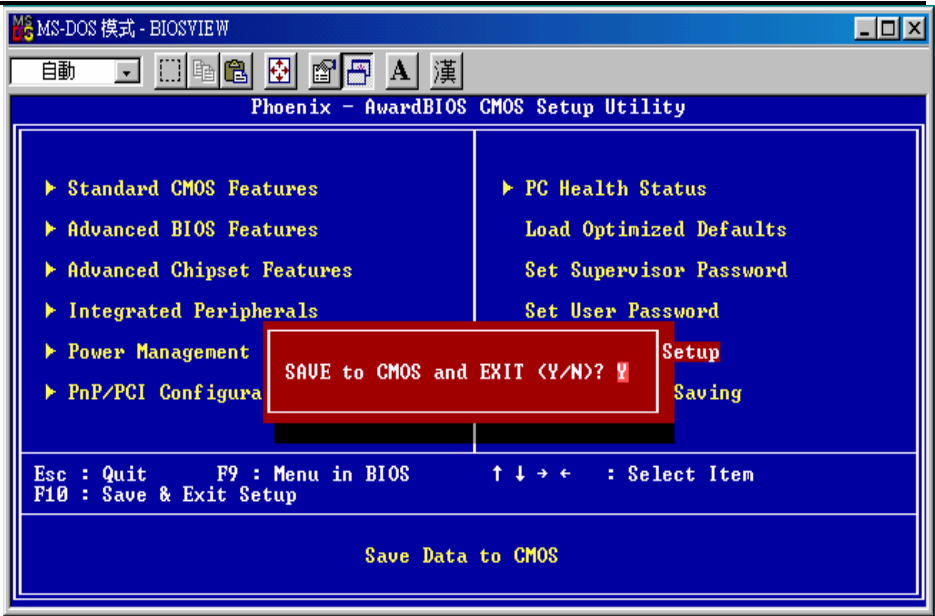 MS-DOS 模式 - BIOSVIEW
自動 A 漢
Phoenix - AwardBIOS CMOS Setup Utility
Standard CMOS Features
Advanced BIOS Features
Advanced Chipset Features
Integrated Peripherals
Power Management
PnP/PCI Configura
PC Health Status
Load Optimized Defaults
Set Supervisor Password
Set User Password
Setup
Saving
SAVE to CMOS and EXIT (Y/N)? Y
Esc : Quit F9 : Menu in BIOS ↑ ↓ → ← : Select Item
F10 : Save & Exit Setup
Save Data to CMOS